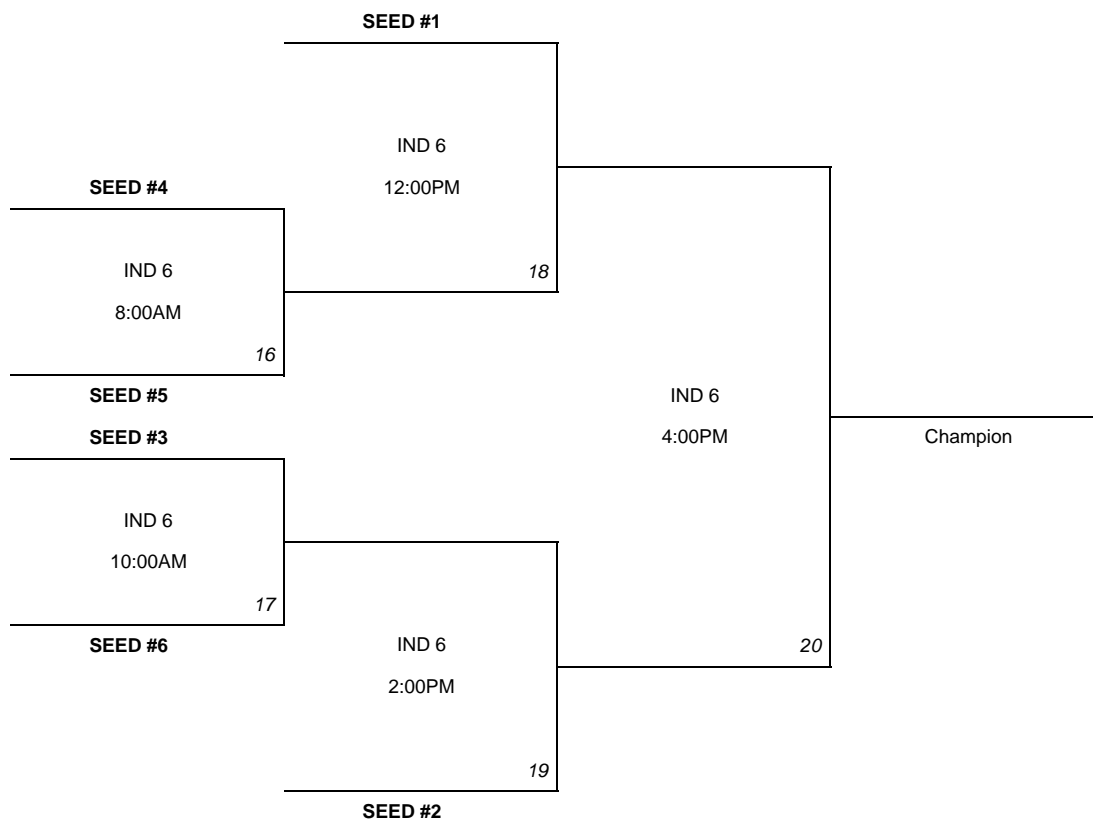 SEED #1
IND 6
12:00PM
SEED #4
IND 6
8:00AM
18
16
SEED #5
SEED #3
IND 6
4:00PM
Champion
IND 6
10:00AM
17
SEED #6
IND 6
2:00PM
20
19
SEED #2